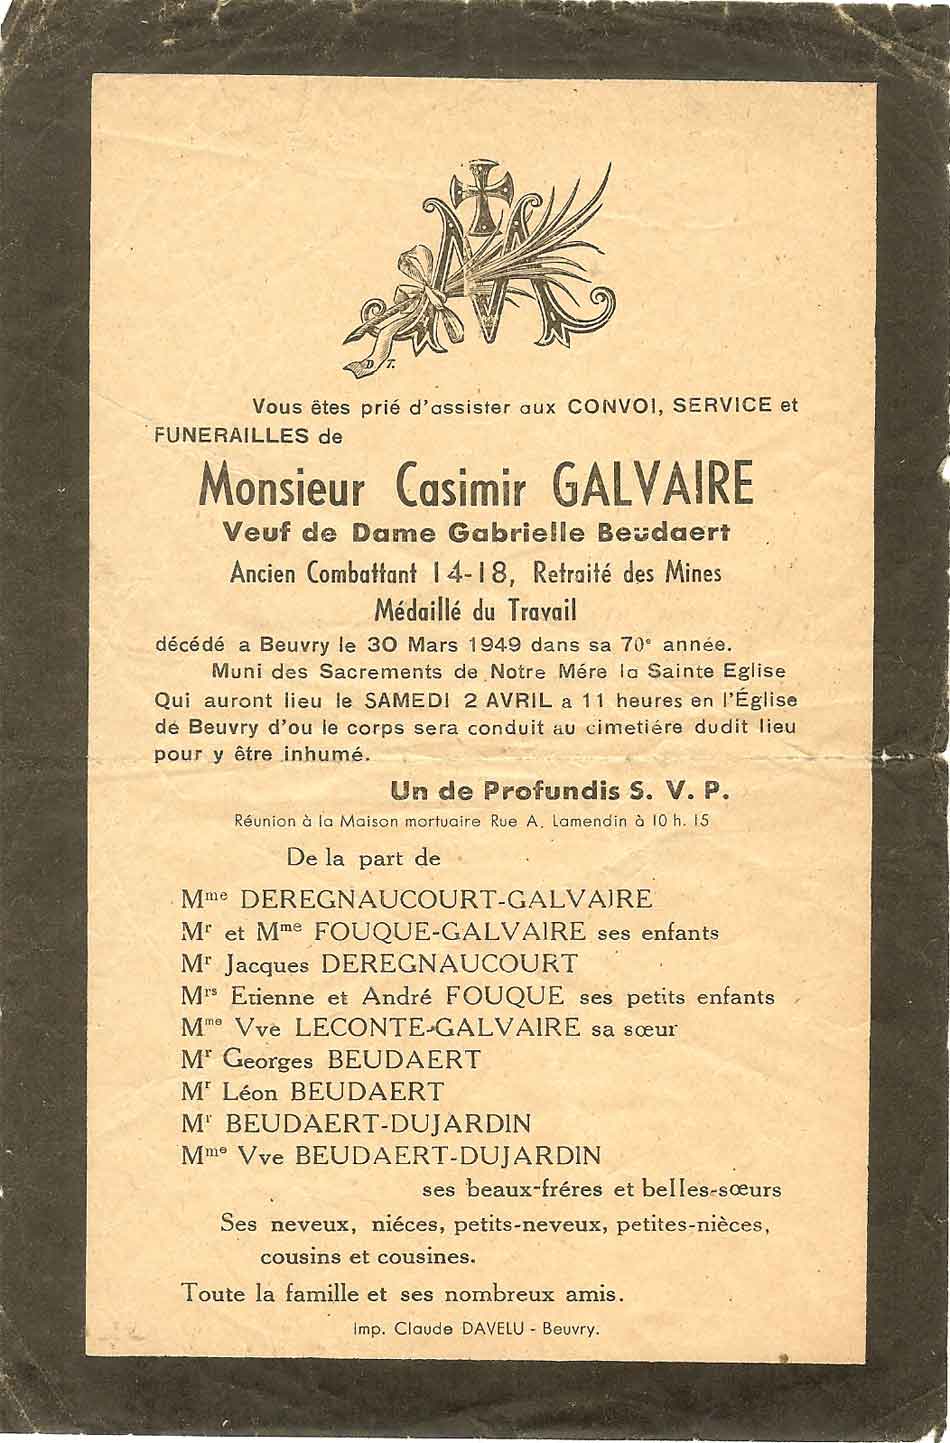 D T.
Vous êtes prié d'assister aux CONVOI, SERVICE et
FUNERAILLES de
Monsieur Casimir GALVAIRE
Veuf de Dame Gabrielle Beüdaert
Ancien Combattant 14-18, Retraité des Mines
Médaillé du Travail
décédé a Beuvry le 30 Mars 1949 dans sa 70e année.
Muni des Sacrements de Notre Mére la Sainte Eglise
Qui auront lieu le SAMEDI 2 AVRIL a 11 heures en l'Église
de Beuvry d'ou le corps sera conduit au cimetiére dudit lieu
pour y être inhumé.
Un de Profundis S. V. P.
Réunion à la Maison mortuaire Rue A. Lamendin à 10 h. 15
De la part de
Mme DEREGNAUCOURT-GALVAIRE
Mr et Mme FOUQUE-GALVAIRE ses enfants
Mr Jacques DEREGNAUCOURT
Mrs Etienne et André FOUQUE ses petits enfants
Mme Vve LECONTE-GALVAIRE sa sœur
Mr Georges BEUDAERT
Mr Léon BEUDAERT
Mr BEUDAERT-DUJARDIN
Mme Vve BEUDAERT-DUJARDIN
ses beaux-fréres et belles-sœurs
Ses neveux, niéces, petits-neveux, petites-nièces,
cousins et cousines.
Toute la famille et ses nombreux amis.
Imp. Claude DAVELU - Beuvry.